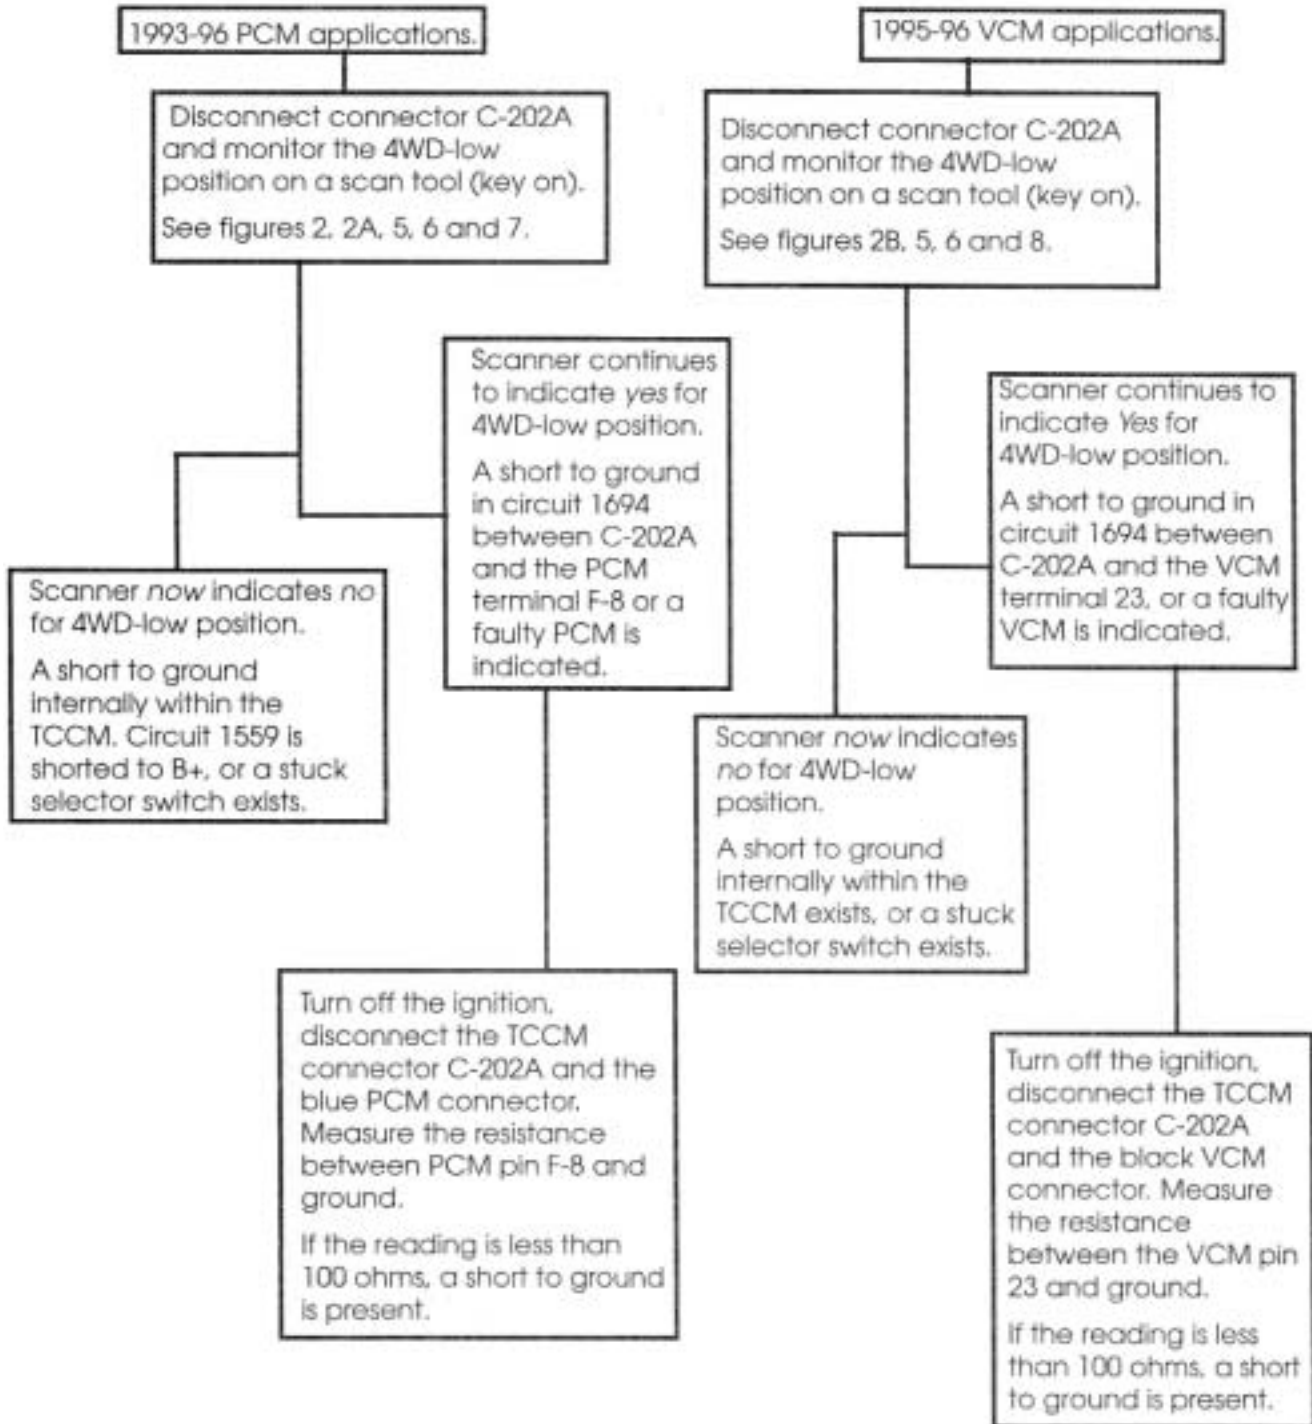 1993-96 PCM applications.
Disconnect connector C-202A
and monitor the 4WD-low
position on a scan tool (key on).
See figures 2, 2A, 5, 6 and 7.
Scanner continues
to indicate yes for
4WD-low position.
A short to ground
in circuit 1694
between C-202A
and the PCM
terminal F-8 or a
faulty PCM is
indicated.
Scanner now indicates no
for 4WD-low position.
A short to ground
internally within the
TCCM. Circuit 1559 is
shorted to B+, or a stuck
selector switch exists.
Turn off the ignition,
disconnect the TCCM
connector C-202A and the
blue PCM connector.
Measure the resistance
between PCM pin F-8 and
ground.
If the reading is less than
100 ohms, a short to ground
is present.
1995-96 VCM applications.
Disconnect connector C-202A
and monitor the 4WD-low
position on a scan tool (key on).
See figures 2B, 5, 6 and 8.
Scanner continues to
indicate Yes for
4WD-low position.
A short to ground in
circuit 1694 between
C-202A and the VCM
terminal 23, or a faulty
VCM is indicated.
Scanner now indicates
no for 4WD-low
position.
A short to ground
internally within the
TCCM exists, or a stuck
selector switch exists.
Turn off the ignition,
disconnect the TCCM
connector C-202A
and the black VCM
connector. Measure
the resistance
between the VCM pin
23 and ground.
If the reading is less
than 100 ohms, a short
to ground is present.